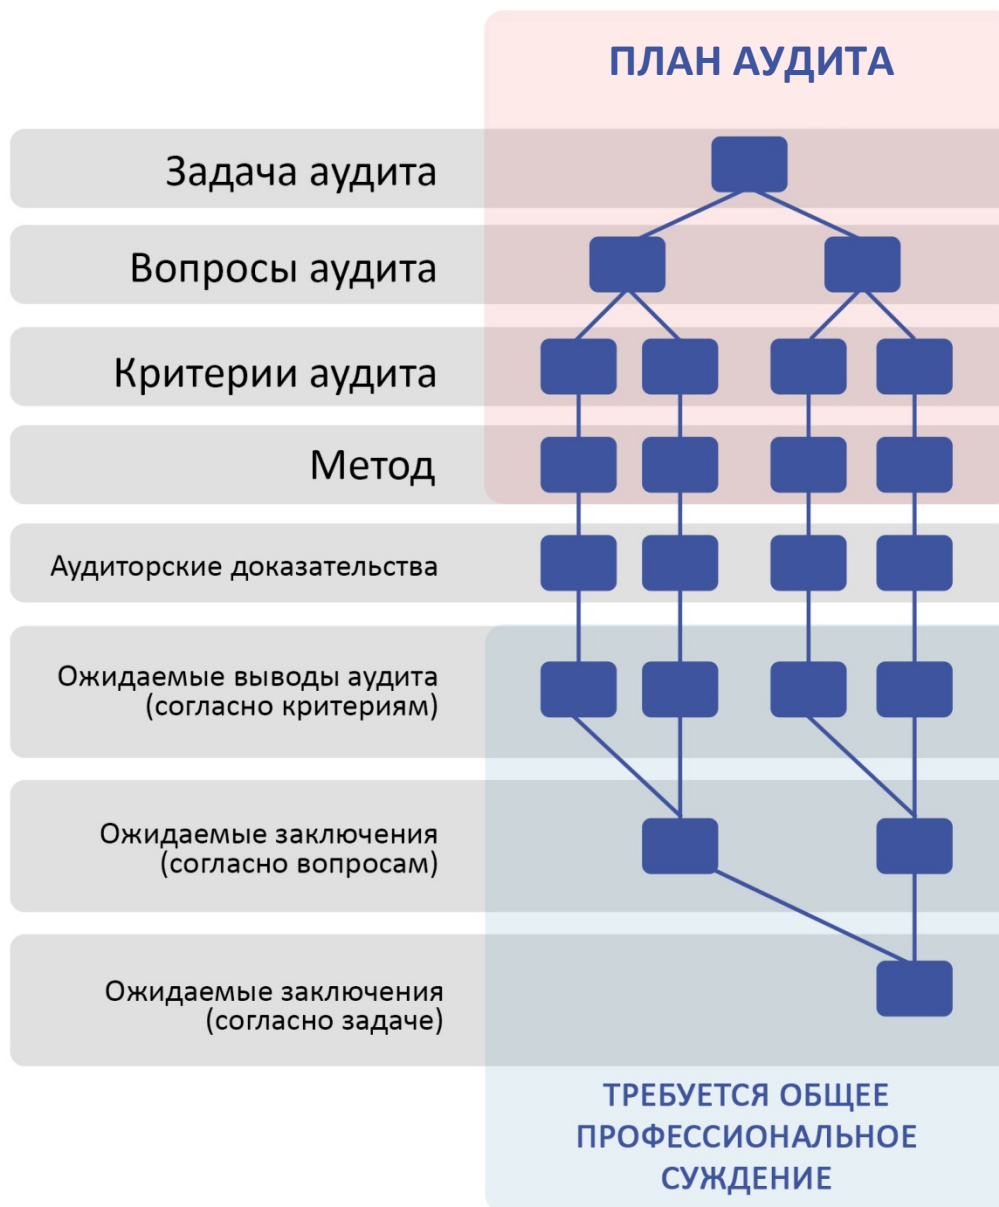 ПЛАН АУДИТА
Задача аудита
Вопросы аудита
Критерии аудита
Метод
Аудиторские доказательства
Ожидаемые выводы аудита
(согласно критериям)
Ожидаемые заключения
(согласно вопросам)
Ожидаемые заключения
(согласно задаче)
ТРЕБУЕТСЯ ОБЩЕЕ
ПРОФЕССИОНАЛЬНОЕ
СУЖДЕНИЕ